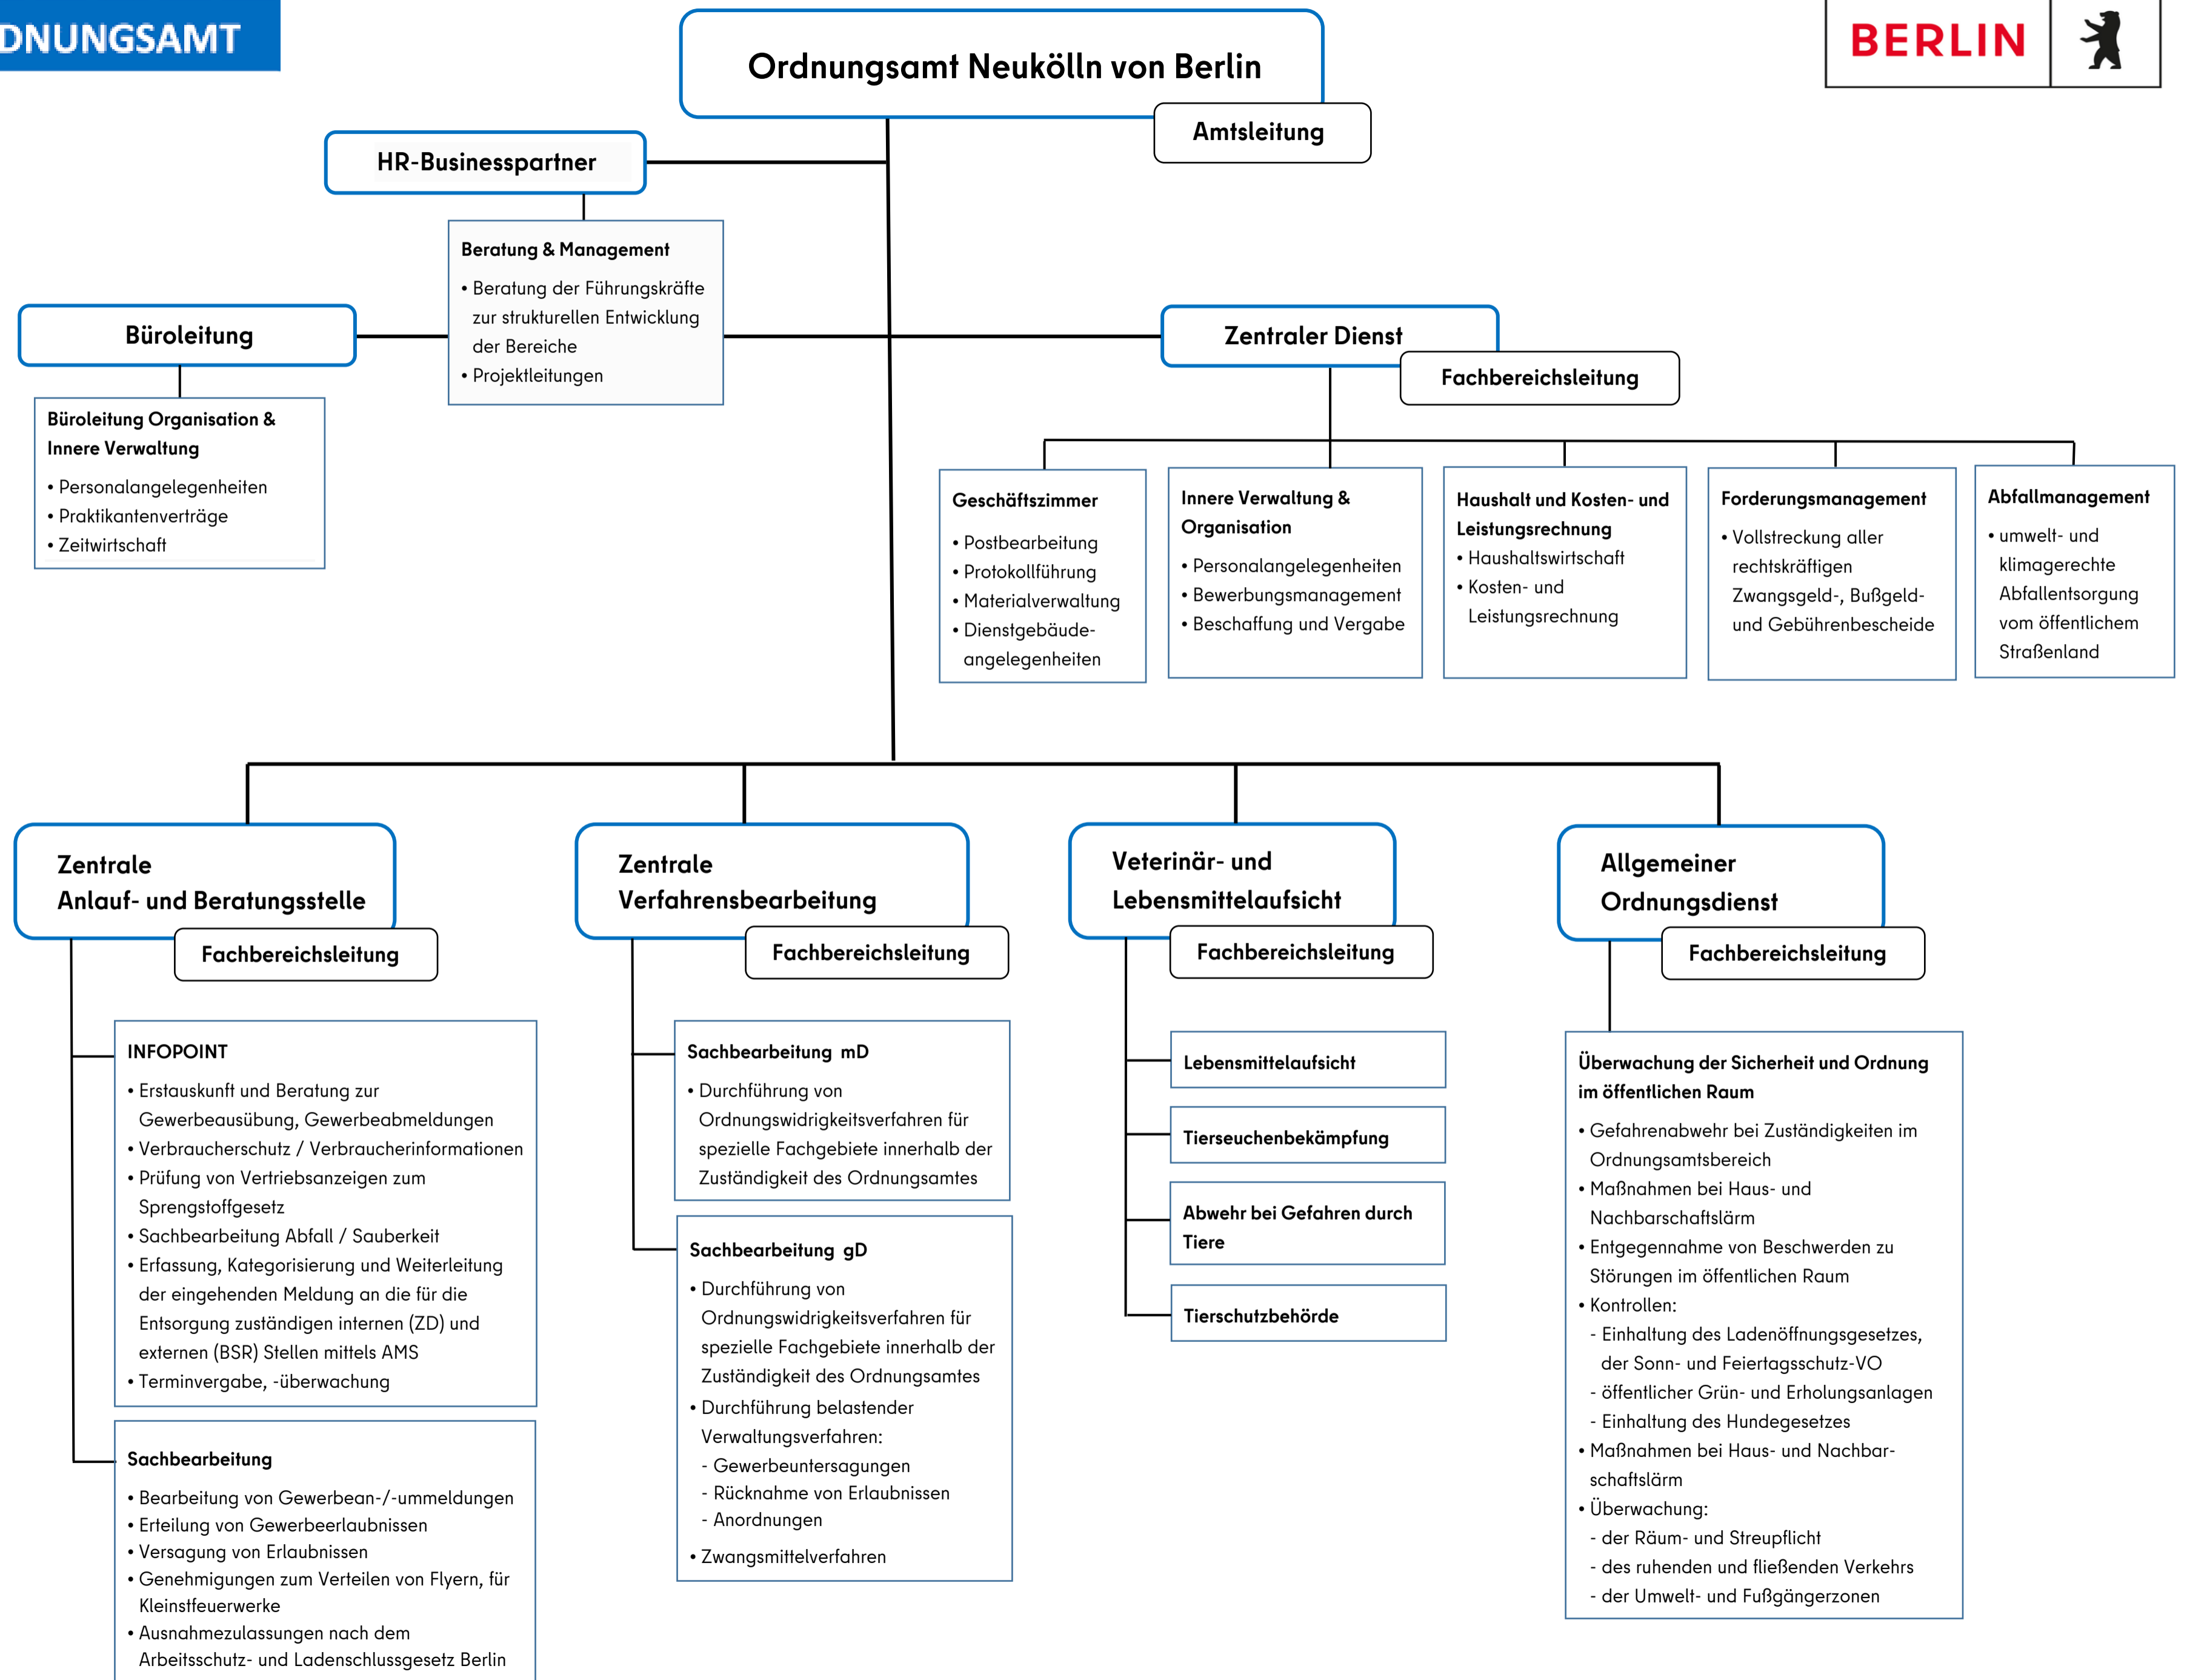 DNUNGSAMT
Ordnungsamt Neukölln von Berlin
BERLIN
Amtsleitung
HR-Businesspartner
Beratung & Management
• Beratung der Führungskräfte
zur strukturellen Entwicklung
der Bereiche
• Projektleitungen
Büroleitung
Büroleitung Organisation &
Innere Verwaltung
• Personalangelegenheiten
• Praktikantenverträge
• Zeitwirtschaft
Zentraler Dienst
Fachbereichsleitung
Geschäftszimmer
• Postbearbeitung
• Protokollführung
• Materialverwaltung
• Dienstgebäude-
angelegenheiten
Innere Verwaltung &
Organisation
• Personalangelegenheiten
• Bewerbungsmanagement
• Beschaffung und Vergabe
Haushalt und Kosten- und
Leistungsrechnung
• Haushaltswirtschaft
• Kosten- und
Leistungsrechnung
Forderungsmanagement
• Vollstreckung aller
rechtskräftigen
Zwangsgeld-, Bußgeld-
und Gebührenbescheide
Abfallmanagement
• umwelt- und
klimagerechte
Abfallentsorgung
vom öffentlichem
Straßenland
Zentrale
Anlauf- und Beratungsstelle
Fachbereichsleitung
INFOPOINT
• Erstauskunft und Beratung zur
Gewerbeausübung, Gewerbeabmeldungen
• Verbraucherschutz / Verbraucherinformationen
• Prüfung von Vertriebsanzeigen zum
Sprengstoffgesetz
• Sachbearbeitung Abfall / Sauberkeit
• Erfassung, Kategorisierung und Weiterleitung
der eingehenden Meldung an die für die
Entsorgung zuständigen internen (ZD) und
externen (BSR) Stellen mittels AMS
• Terminvergabe, -überwachung
Sachbearbeitung
• Bearbeitung von Gewerbean-/-ummeldungen
• Erteilung von Gewerbeerlaubnissen
• Versagung von Erlaubnissen
• Genehmigungen zum Verteilen von Flyern, für
Kleinstfeuerwerke
• Ausnahmezulassungen nach dem
Arbeitsschutz- und Ladenschlussgesetz Berlin
Zentrale
Verfahrensbearbeitung
Fachbereichsleitung
Sachbearbeitung mD
• Durchführung von
Ordnungswidrigkeitsverfahren für
spezielle Fachgebiete innerhalb der
Zuständigkeit des Ordnungsamtes
Sachbearbeitung gD
• Durchführung von
Ordnungswidrigkeitsverfahren für
spezielle Fachgebiete innerhalb der
Zuständigkeit des Ordnungsamtes
• Durchführung belastender
Verwaltungsverfahren:
- Gewerbeuntersagungen
- Rücknahme von Erlaubnissen
- Anordnungen
• Zwangsmittelverfahren
Veterinär- und
Lebensmittelaufsicht
Fachbereichsleitung
Lebensmittelaufsicht
Tierseuchenbekämpfung
Abwehr bei Gefahren durch
Tiere
Tierschutzbehörde
Allgemeiner
Ordnungsdienst
Fachbereichsleitung
Überwachung der Sicherheit und Ordnung
im öffentlichen Raum
• Gefahrenabwehr bei Zuständigkeiten im
Ordnungsamtsbereich
• Maßnahmen bei Haus- und
Nachbarschaftslärm
• Entgegennahme von Beschwerden zu
Störungen im öffentlichen Raum
• Kontrollen:
- Einhaltung des Ladenöffnungsgesetzes,
der Sonn- und Feiertagsschutz-VO
- öffentlicher Grün- und Erholungsanlagen
- Einhaltung des Hundegesetzes
• Maßnahmen bei Haus- und Nachbar-
schaftslärm
• Überwachung:
- der Räum- und Streupflicht
- des ruhenden und fließenden Verkehrs
- der Umwelt- und Fußgängerzonen